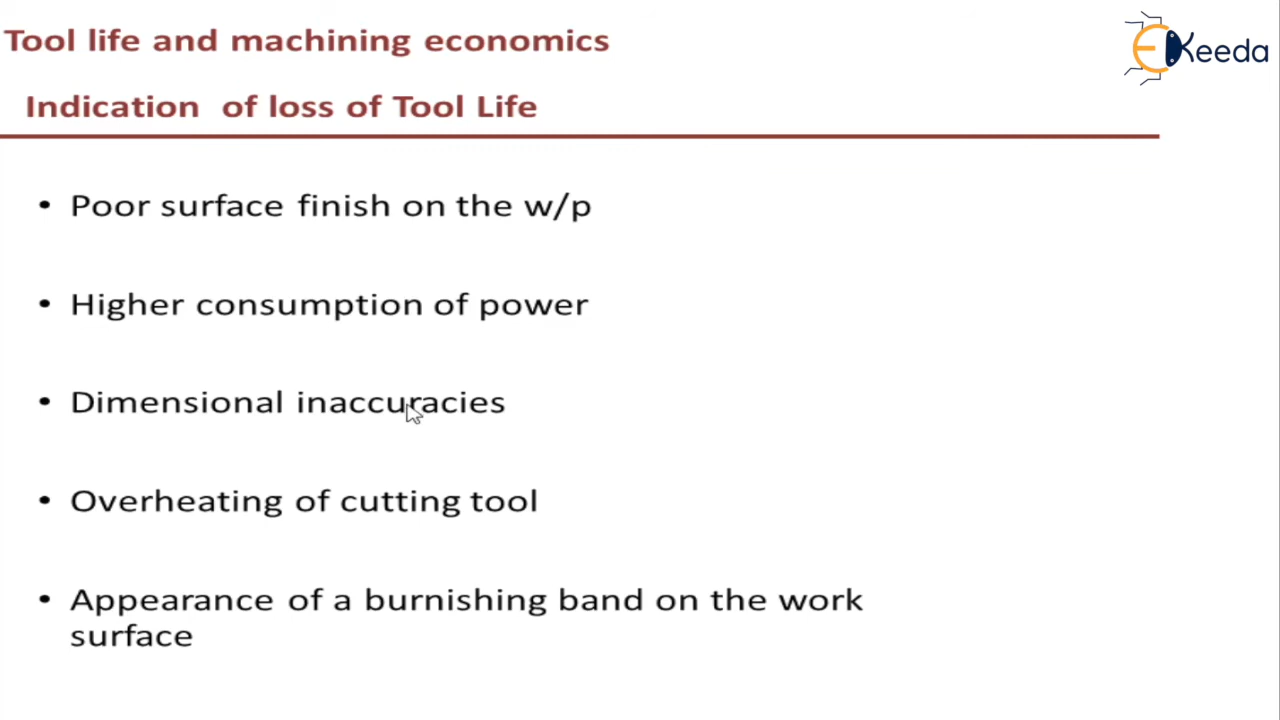 Tool life and machining economics
EKeeda
Indication of loss of Tool Life
• Poor surface finish on the w/p
• Higher consumption of power
• Dimensional inaccuracies
• Overheating of cutting tool
• Appearance of a burnishing band on the work
surface